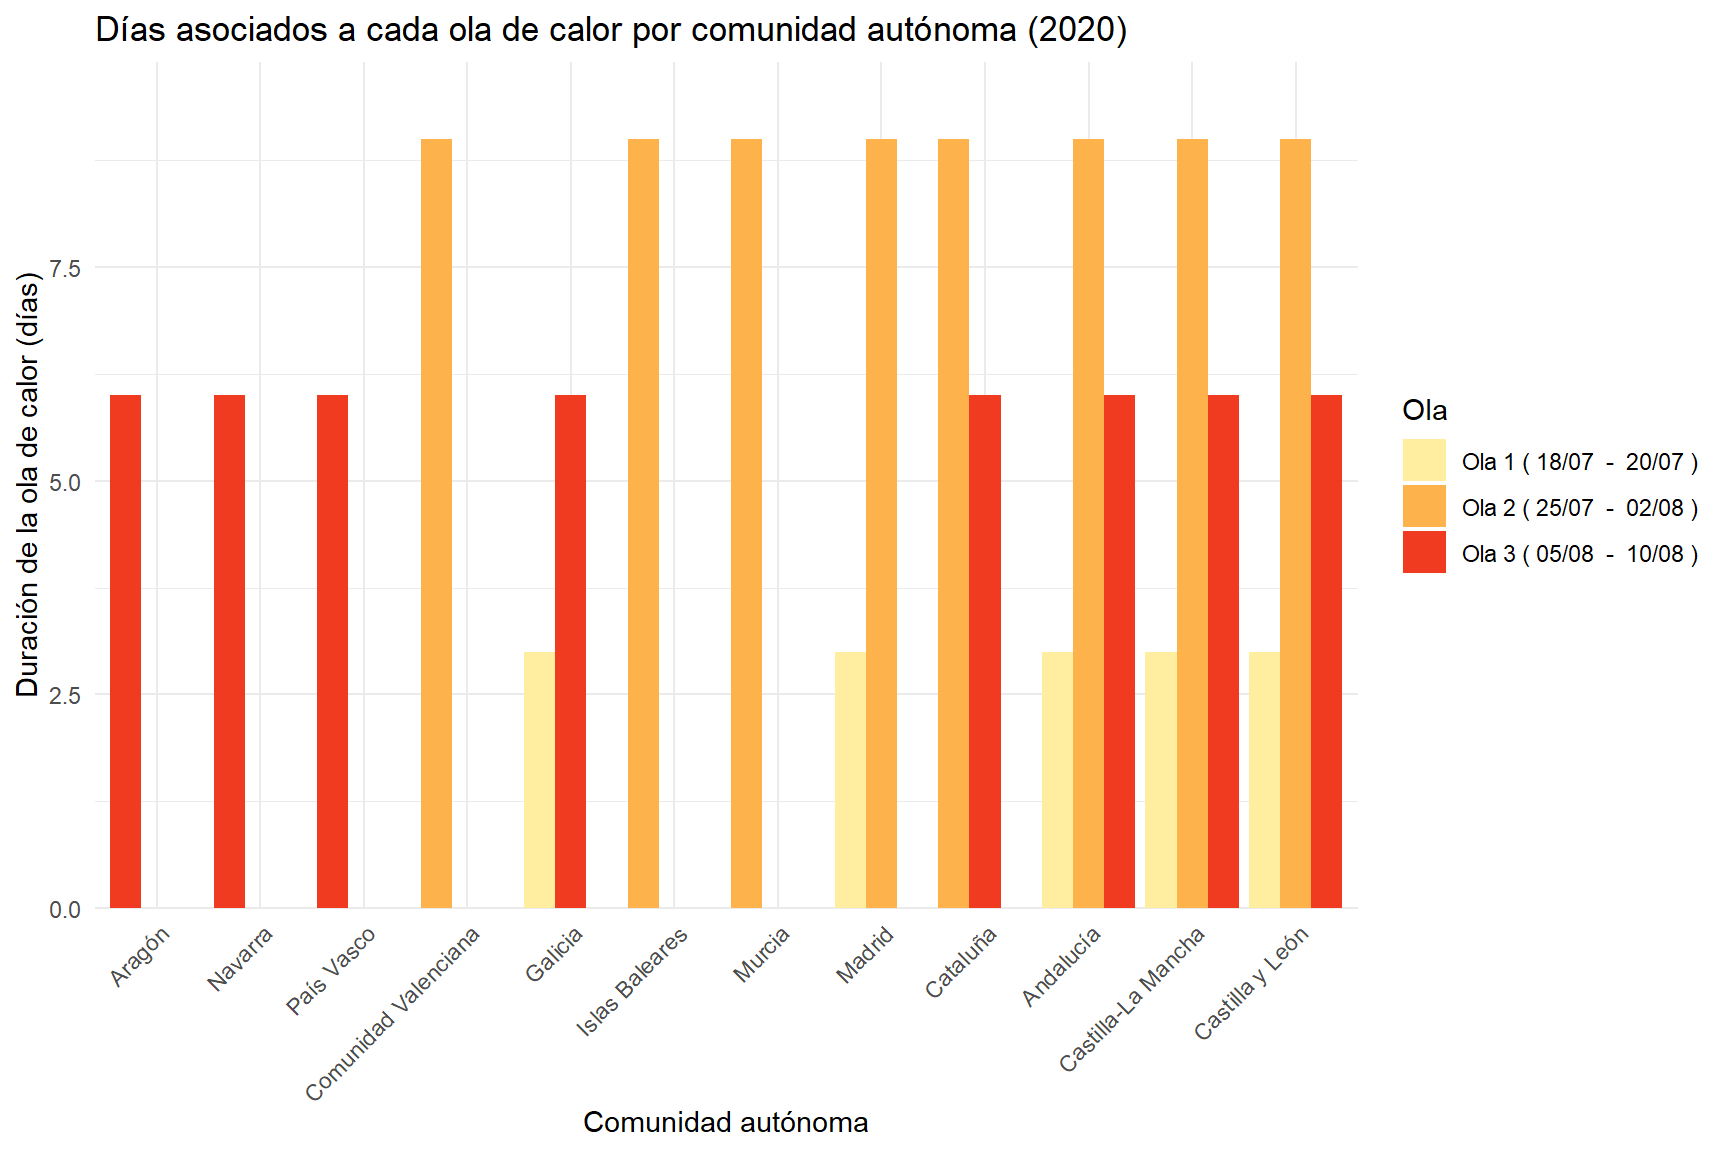 Días asociados a cada ola de calor por comunidad autónoma (2020)
Duración de la ola de calor (días)
7.5
5.0
2.5
0.0
Aragón
Navarra
País Vasco
Comunidad Valenciana
Galicia
Islas Baleares
Murcia
Madrid
Cataluña
Andalucía
Castilla-La Mancha
Castilla y León
Comunidad autónoma
Ola
Ola 1 ( 18/07  -  20/07 )
Ola 2 ( 25/07  -  02/08 )
Ola 3 ( 05/08  -  10/08 )